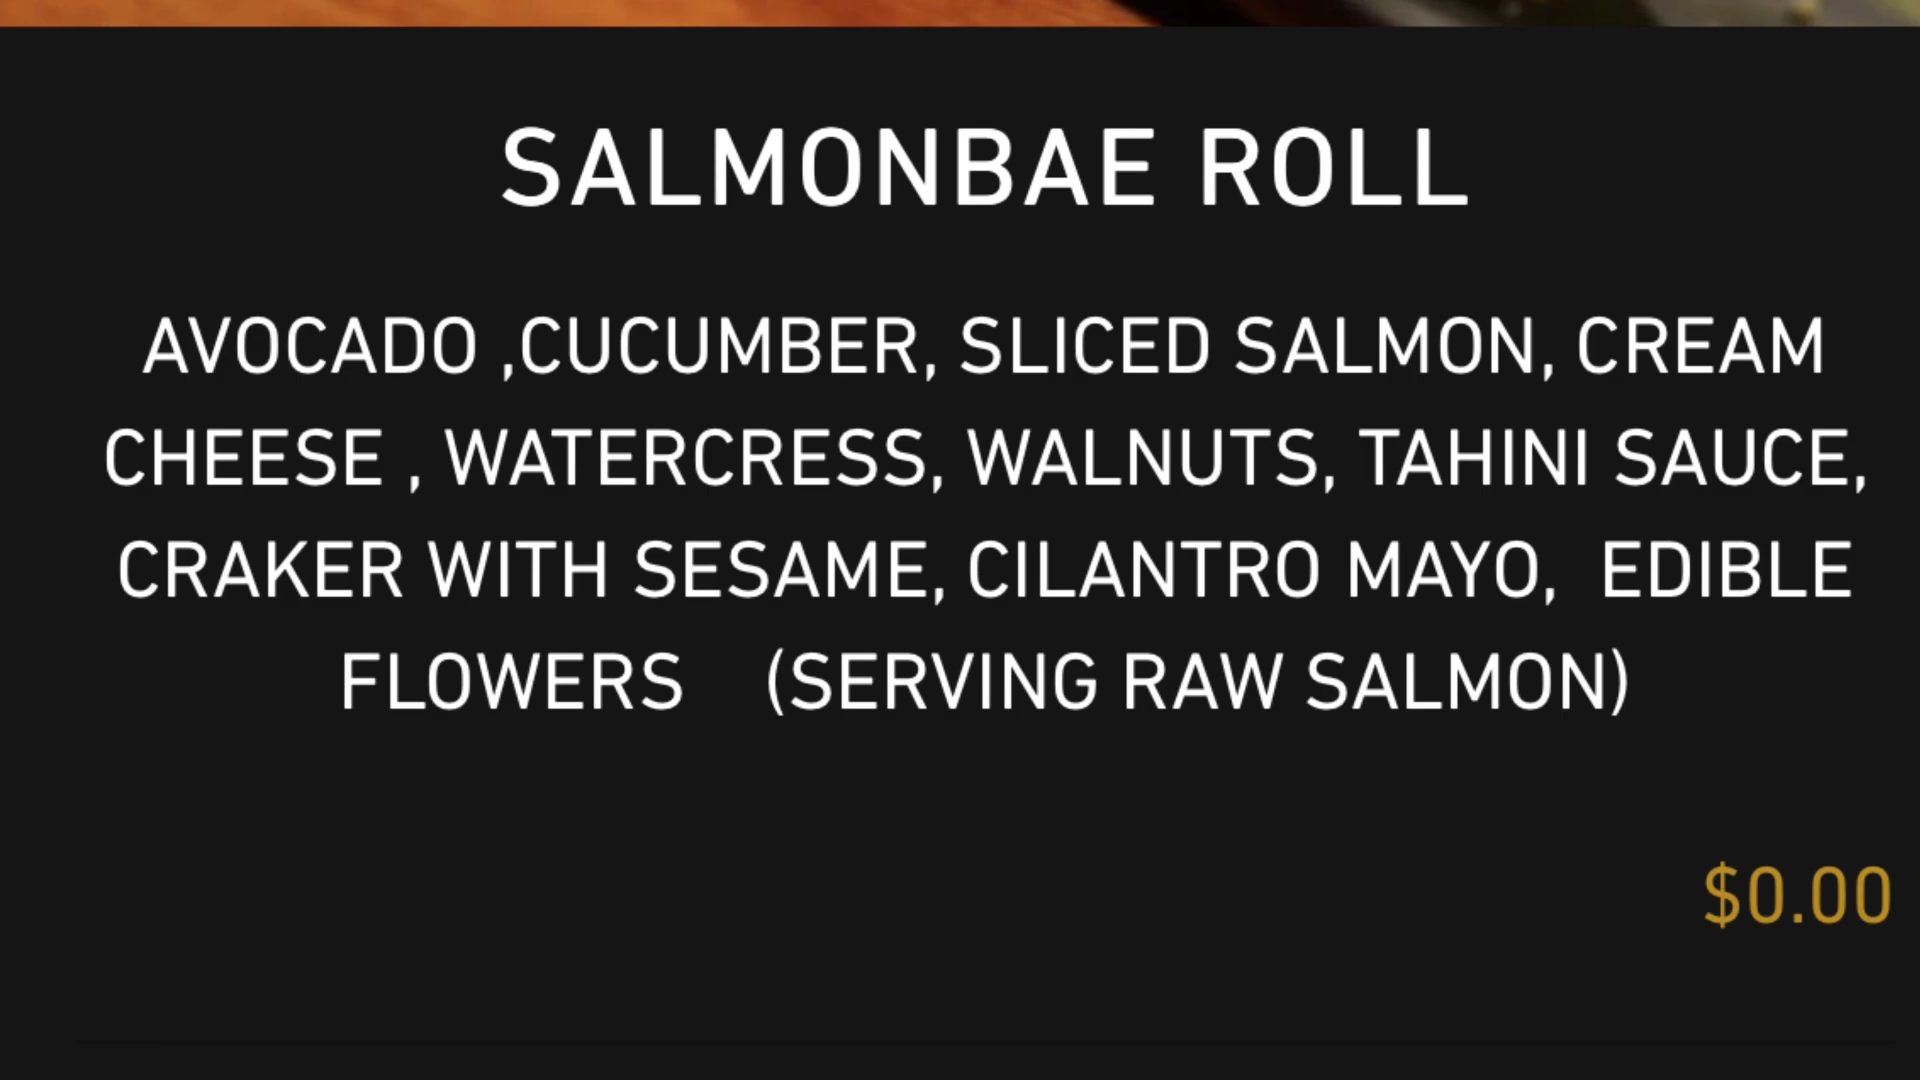 SALMONBAE ROLL
AVOCADO ,CUCUMBER, SLICED SALMON, CREAM
CHEESE , WATERCRESS, WALNUTS, TAHINI SAUCE,
CRAKER WITH SESAME, CILANTRO MAYO,  EDIBLE
FLOWERS    (SERVING RAW SALMON)
$0.00